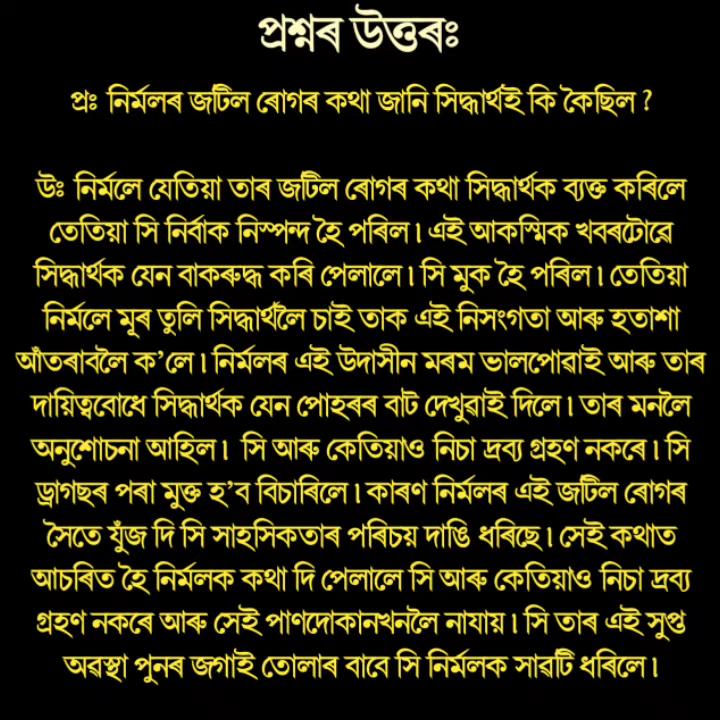 প্ৰশ্নৰ উত্তৰঃ
প্ৰঃ নিৰ্মলৰ জটিল ৰোগৰ কথা জানি সিদ্ধাৰ্থই কি কৈছিল ?
উঃ নিৰ্মলে যেতিয়া তাৰ জটিল ৰোগৰ কথা সিদ্ধাৰ্থক ব্যক্ত কৰিলে
তেতিয়া সি নিৰ্বাক নিস্পন্দ হৈ পৰিল। এই আকস্মিক খবৰটোৱে
সিদ্ধাৰ্থক যেন বাকৰুদ্ধ কৰি পেলালে। সি মুক হৈ পৰিল। তেতিয়া
নিৰ্মলে মূৰ তুলি সিদ্ধাৰ্থলৈ চাই তাক এই নিসংগতা আৰু হতাশা
আঁতৰাবলৈ ক'লে। নিৰ্মলৰ এই উদাসীন মৰম ভালপোৱাই আৰু তাৰ
দায়িত্ববোধে সিদ্ধাৰ্থক যেন পোহৰৰ বাট দেখুৱাই দিলে। তাৰ মনলৈ
অনুশোচনা আহিল। সি আৰু কেতিয়াও নিচা দ্ৰব্য গ্ৰহণ নকৰে। সি
ড্ৰাগছৰ পৰা মুক্ত হ'ব বিচাৰিলে। কাৰণ নিৰ্মলৰ এই জটিল ৰোগৰ
সৈতে যুঁজ দি সি সাহসিকতাৰ পৰিচয় দাঙি ধৰিছে। সেই কথাত
আচৰিত হৈ নিৰ্মলক কথা দি পেলালে সি আৰু কেতিয়াও নিচা দ্ৰব্য
গ্ৰহণ নকৰে আৰু সেই পাণদোকানখনলৈ নাযায়। সি তাৰ এই সুপ্ত
অৱস্থা পুনৰ জগাই তোলাৰ বাবে সি নিৰ্মলক সাৱটি ধৰিলে।